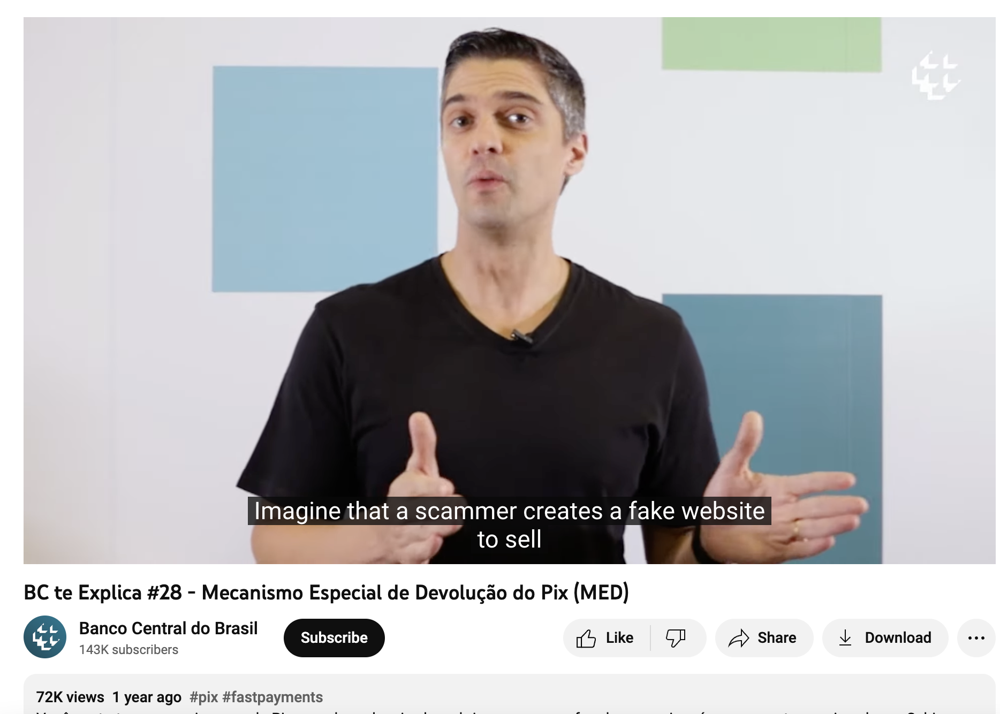 Imagine that a scammer creates a fake website
to sell
BC te Explica #28 - Mecanismo Especial de Devolução do Pix (MED)
Banco Central do Brasil
143K subscribers
Subscribe
Like
Share
Download
72K views 1 year ago #pix #fastpayments